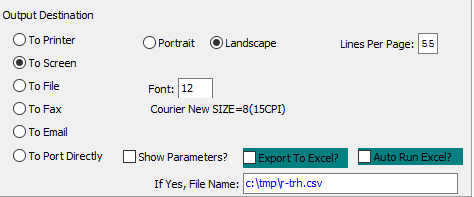 Output Destination
To Printer
Portrait Landscape Lines Per Page: 55
To Screen
To File Font: 12
To Fax Courier New SIZE=8(15CPI)
To Email
To Port Directly Show Parameters? Export To Excel? Auto Run Excel?
If Yes, File Name: c:\tmp\r-trh.csv